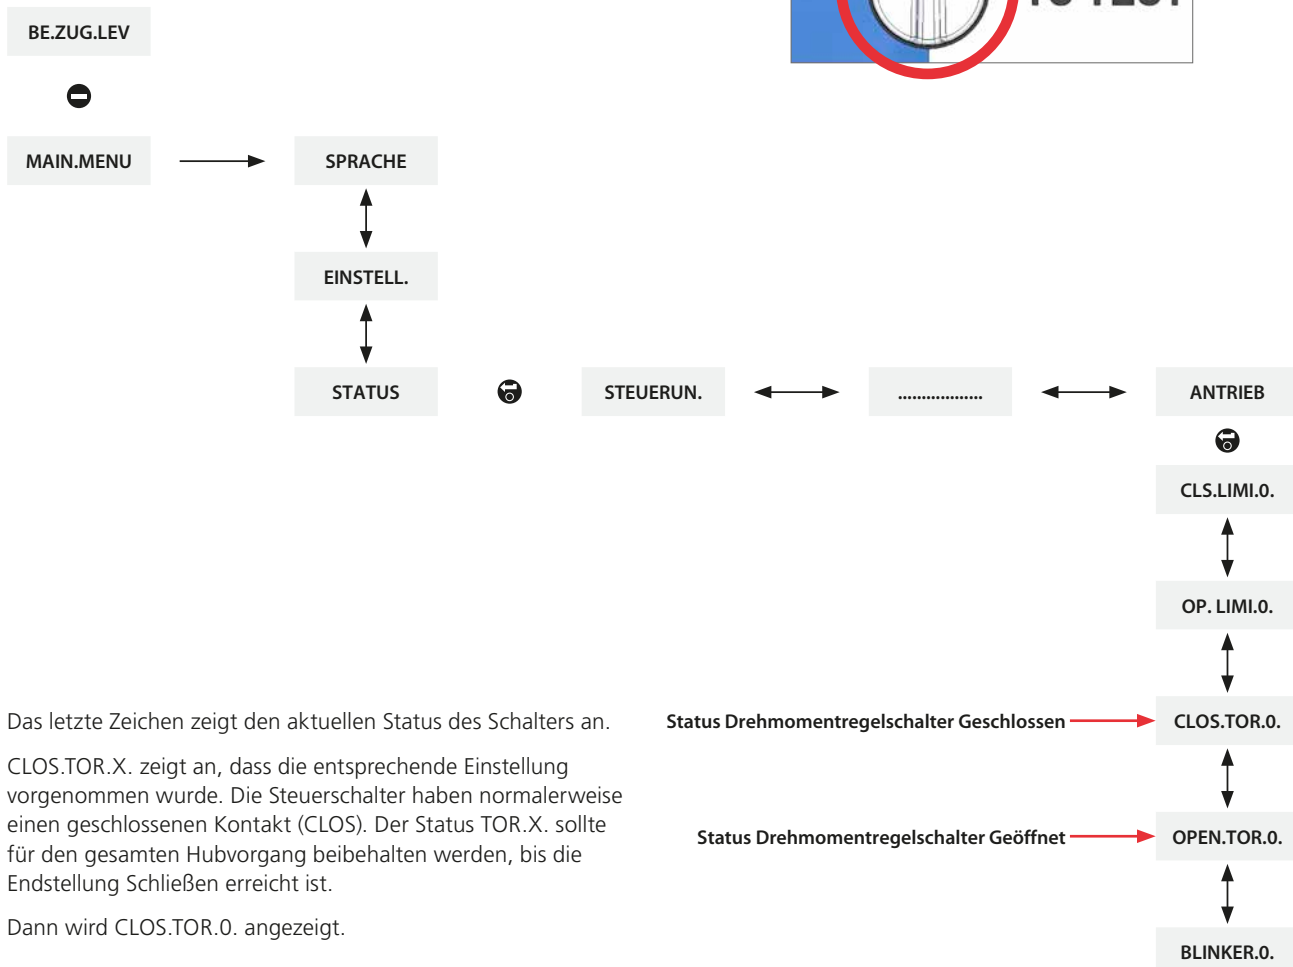 BE.ZUG.LEV
MAIN.MENU
SPRACHE
EINSTELL.
STATUS
STEUERUN.
..................
ANTRIEB
CLS.LIMI.0.
OP. LIMI.0.
Das letzte Zeichen zeigt den aktuellen Status des Schalters an.
Status Drehmomentregelschalter Geschlossen
CLOS.TOR.0.
CLOS.TOR.X. zeigt an, dass die entsprechende Einstellung
vorgenommen wurde. Die Steuerschalter haben normalerweise
einen geschlossenen Kontakt (CLOS). Der Status TOR.X. sollte
für den gesamten Hubvorgang beibehalten werden, bis die
Endstellung Schließen erreicht ist.
Status Drehmomentregelschalter Geöffnet
OPEN.TOR.0.
Dann wird CLOS.TOR.0. angezeigt.
BLINKER.0.